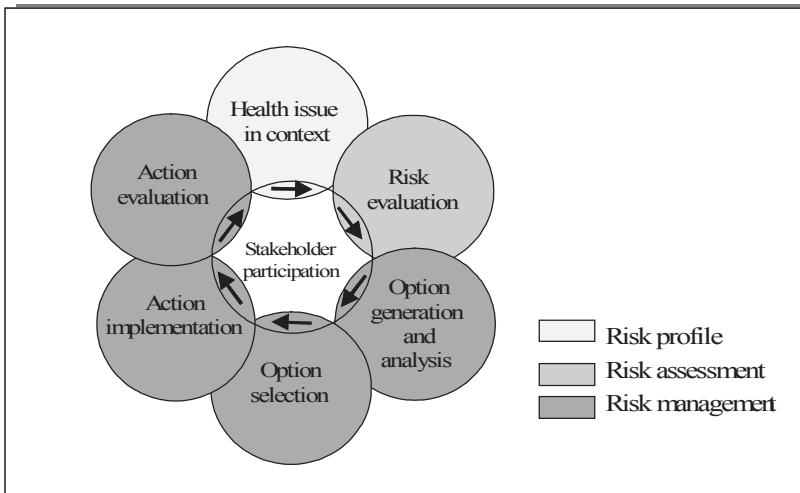 Health issue
in context
Risk
evaluation
Option
generation
and
analysis
Option
selection
Action
implementation
Action
evaluation
Stakeholder
participation
Risk profile
Risk assessment
Risk management